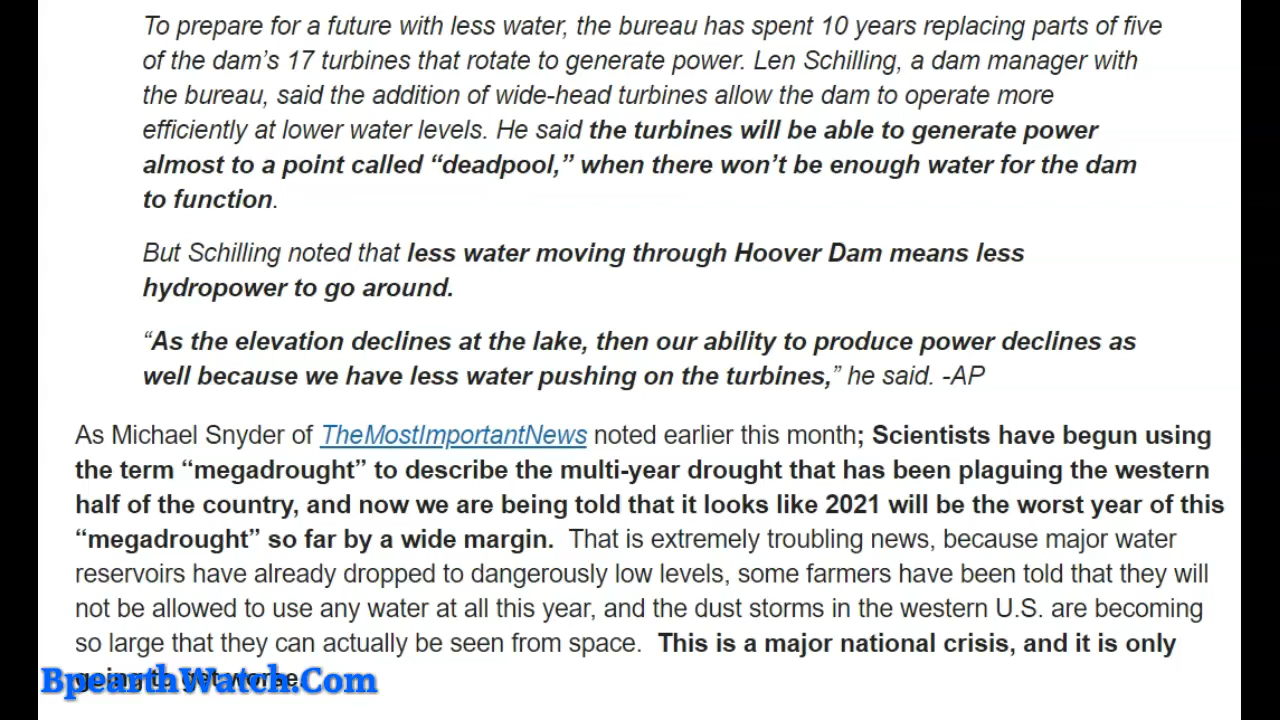 To prepare for a future with less water, the bureau has spent 10 years replacing parts of five
of the dam’s 17 turbines that rotate to generate power. Len Schilling, a dam manager with
the bureau, said the addition of wide-head turbines allow the dam to operate more
efficiently at lower water levels. He said the turbines will be able to generate power
almost to a point called “deadpool,” when there won’t be enough water for the dam
to function.
But Schilling noted that less water moving through Hoover Dam means less
hydropower to go around.
“As the elevation declines at the lake, then our ability to produce power declines as
well because we have less water pushing on the turbines,” he said. -AP
As Michael Snyder of TheMostImportantNews noted earlier this month; Scientists have begun using
the term “megadrought” to describe the multi-year drought that has been plaguing the western
half of the country, and now we are being told that it looks like 2021 will be the worst year of this
“megadrought” so far by a wide margin. That is extremely troubling news, because major water
reservoirs have already dropped to dangerously low levels, some farmers have been told that they will
not be allowed to use any water at all this year, and the dust storms in the western U.S. are becoming
so large that they can actually be seen from space. This is a major national crisis, and it is only
going to get worse.
BpearthWatch.Com